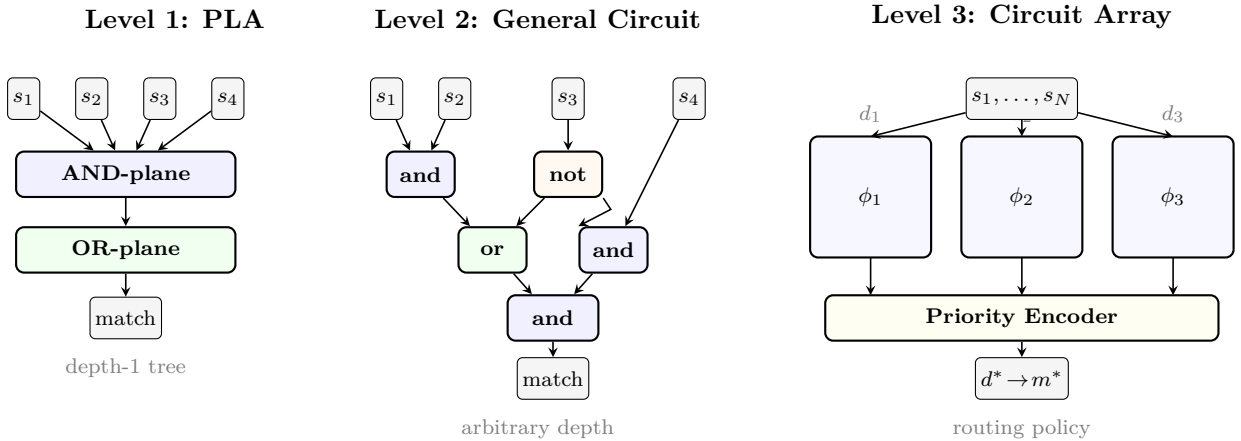 Level 1: PLA
s₁ s₂ s₃ s₄
AND-plane
OR-plane
match
depth-1 tree
Level 2: General Circuit
s₁ s₂ s₃ s₄
and not
or and
and
match
arbitrary depth
Level 3: Circuit Array
s₁, . . . , s_N
d₁ d₃
ϕ₁ ϕ₂ ϕ₃
Priority Encoder
d* → m*
routing policy